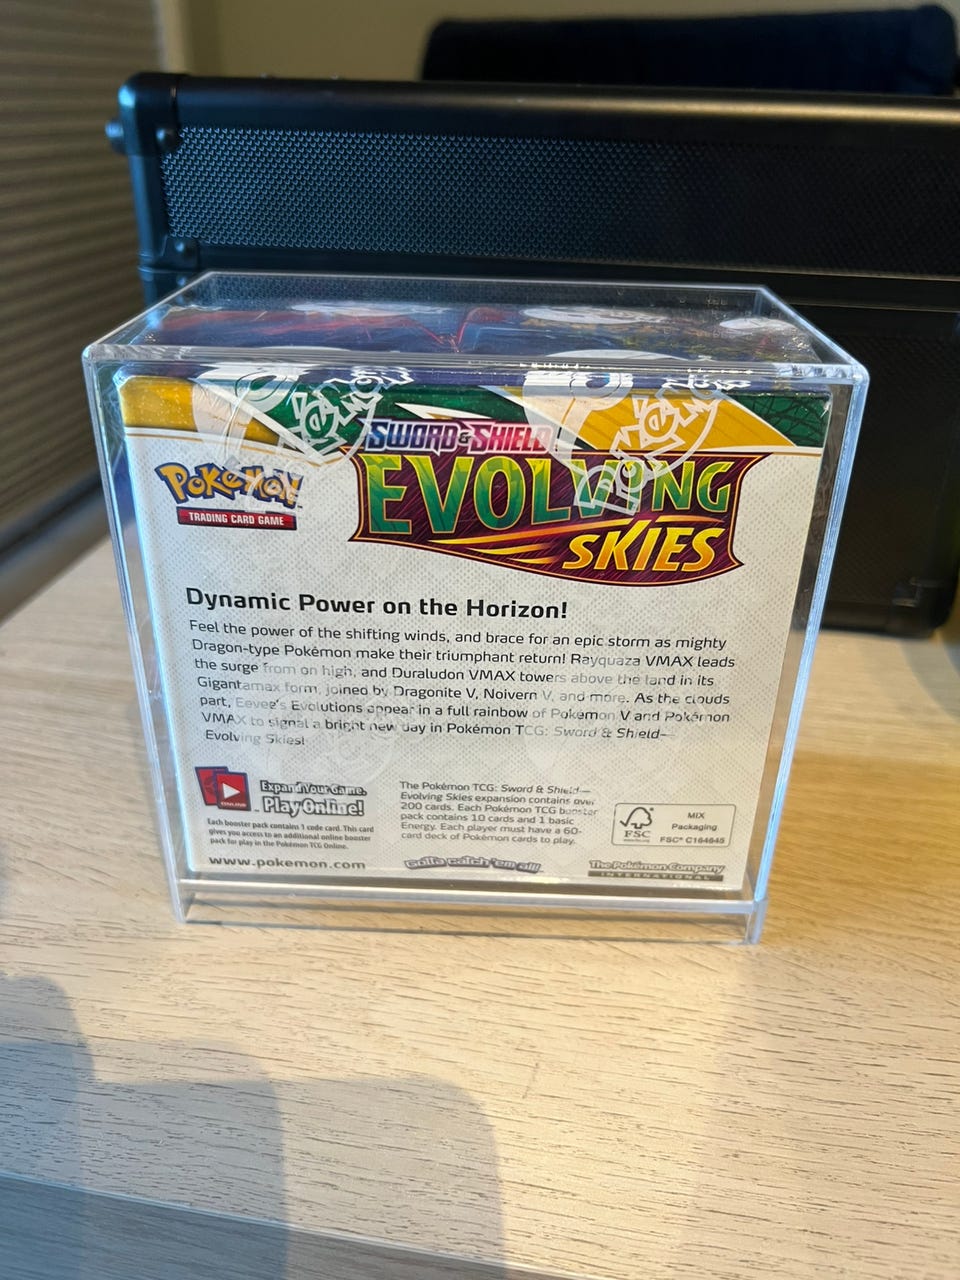 SWORD & SHIELD
EVOLVING
SKIES
Pokémon
TRADING CARD GAME
Dynamic Power on the Horizon!
Feel the power of the shifting winds, and brace for an epic storm as mighty
Dragon-type Pokémon make their triumphant return! Rayquaza VMAX leads
the surge from on high, and Duraludon VMAX towers above the land in its
Gigantamax form, joined by Dragonite V, Noivern V, and more. As the clouds
part, Eevee's Evolutions appear in a full rainbow of Pokémon V and Pokémon
VMAX to signal a bright new day in Pokémon TCG: Sword & Shield—
Evolving Skies!
ONLINE
Expand Your Game.
Play Online!
Each booster pack contains 1 code card. This card
gives you access to an additional online booster
pack for play in the Pokémon TCG Online.
www.pokemon.com
The Pokémon TCG: Sword & Shield—
Evolving Skies expansion contains over
200 cards. Each Pokémon TCG booster
pack contains 10 cards and 1 basic
Energy. Each player must have a 60-
card deck of Pokémon cards to play.
Gotta catch 'em all!
FSC
MIX
Packaging
FSC® C164645
The Pokémon Company
INTERNATIONAL